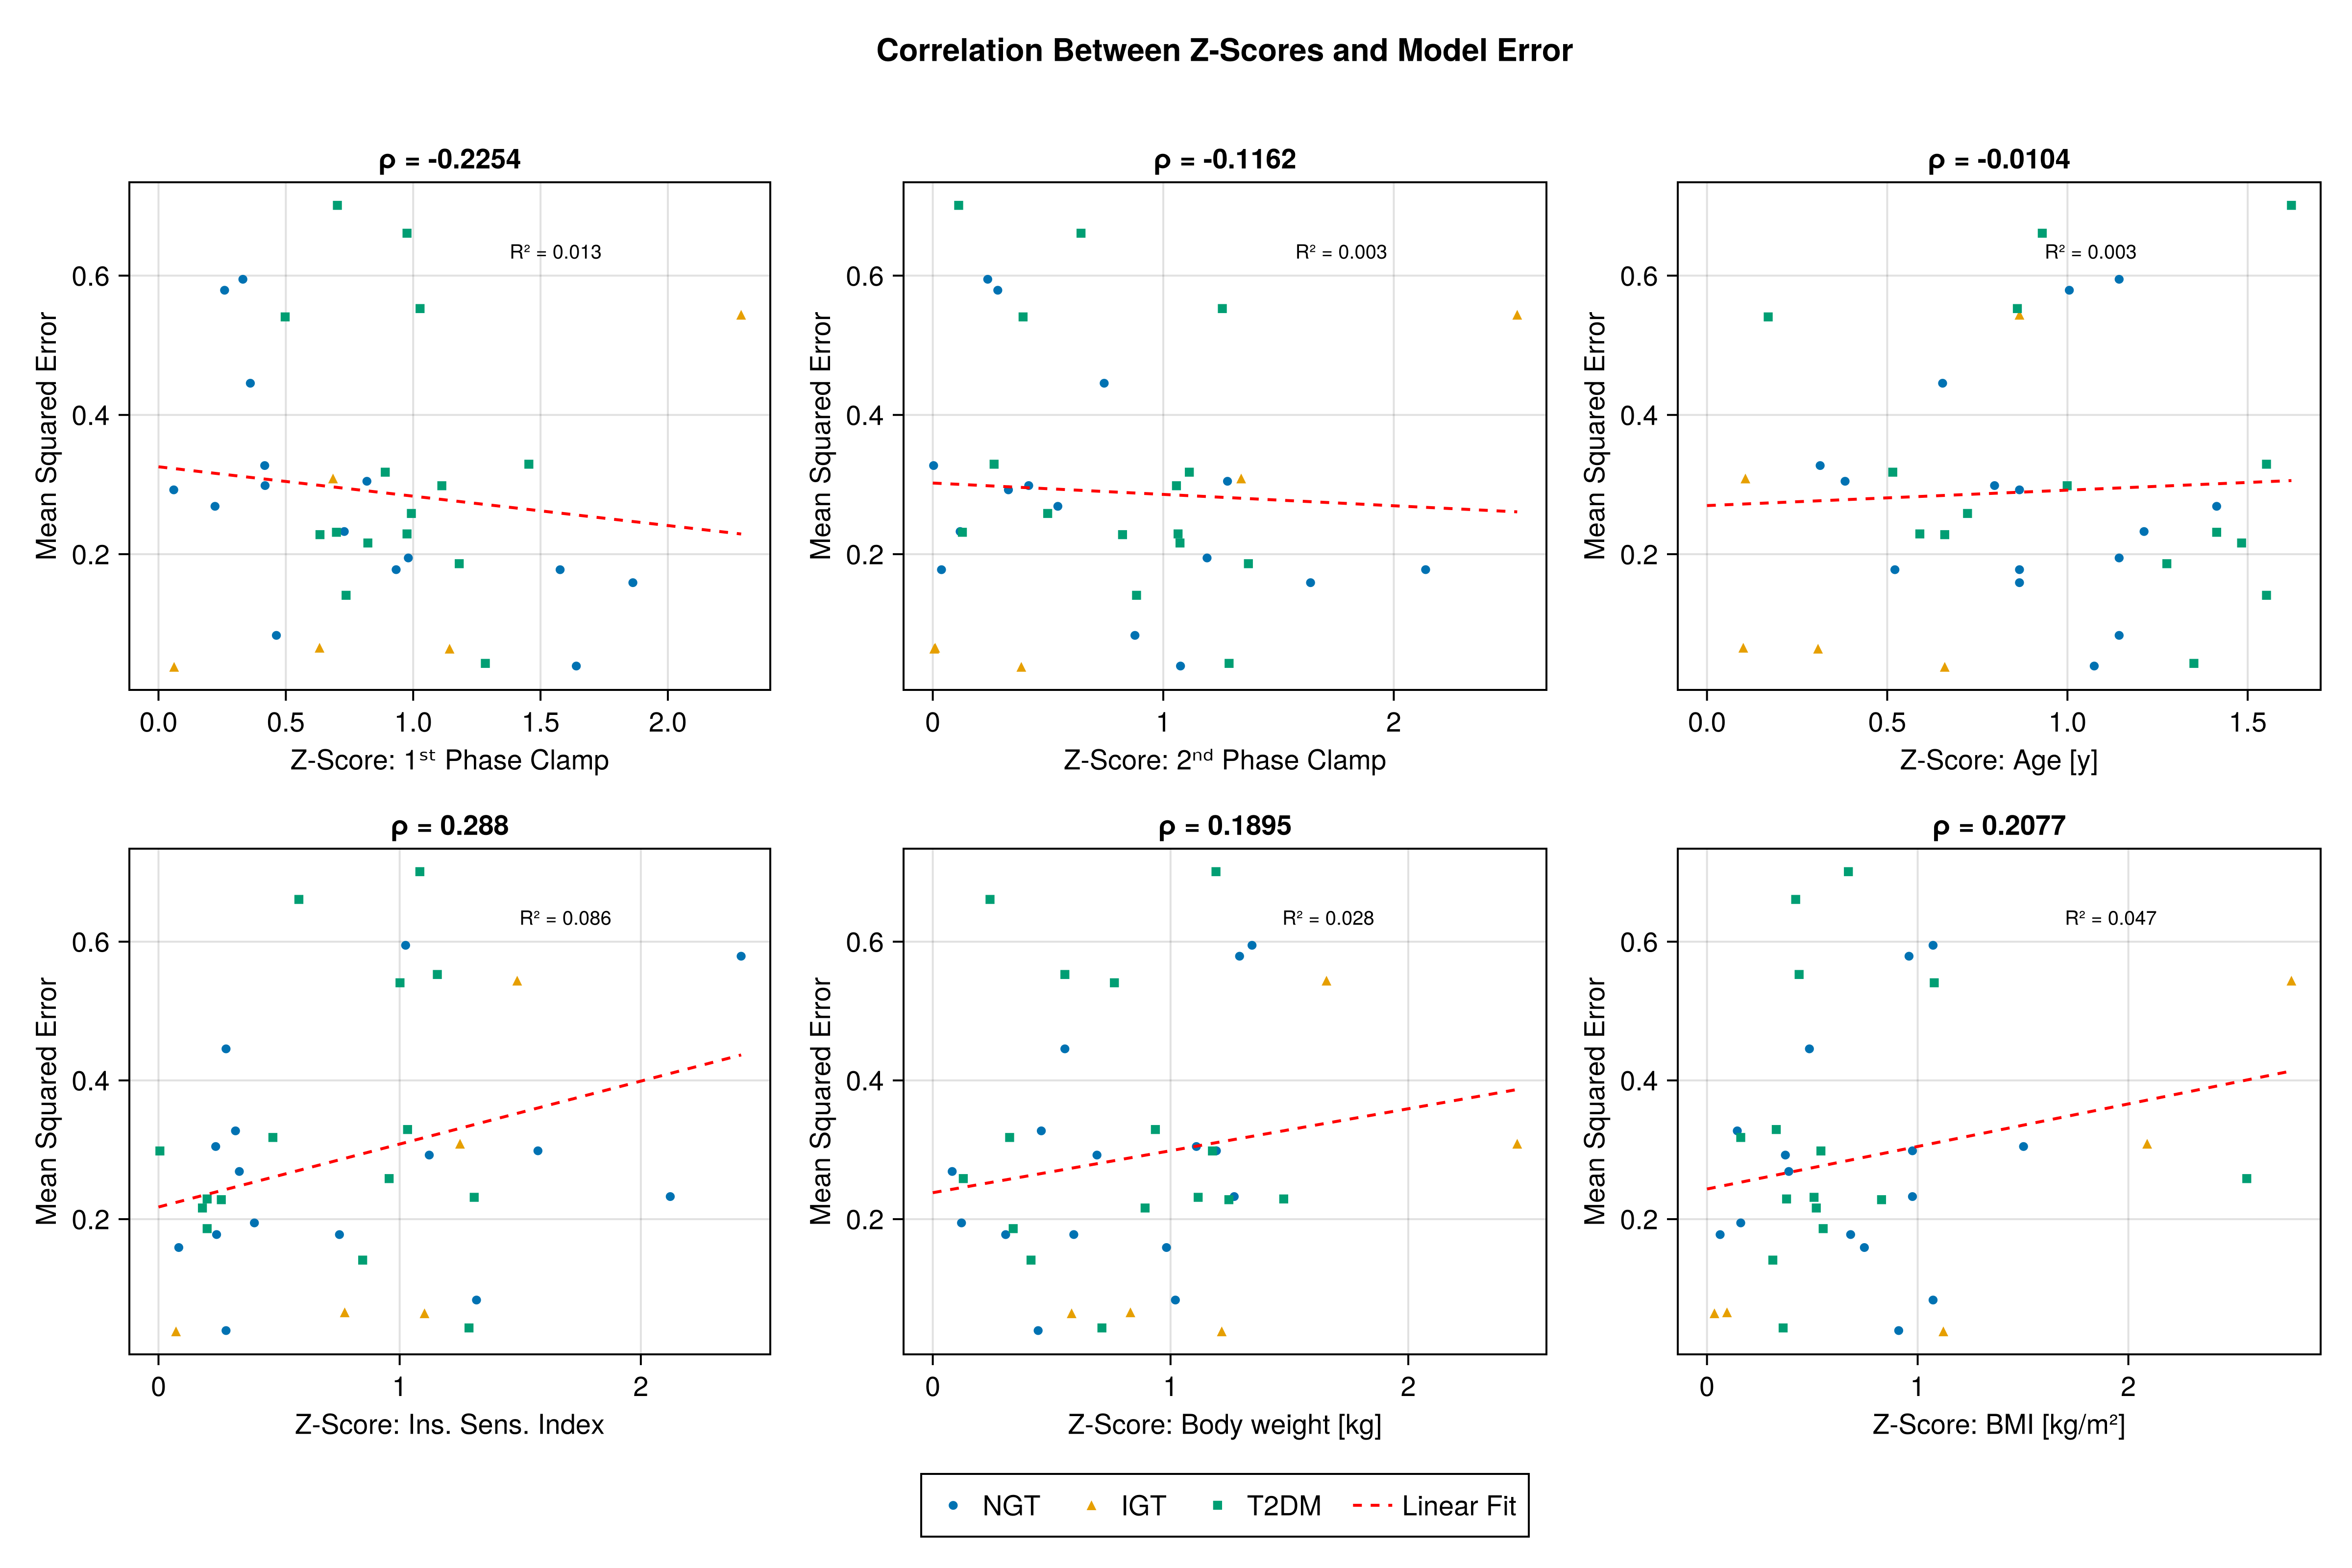 Correlation Between Z-Scores and Model Error
ρ = -0.2254
R² = 0.013
Mean Squared Error
0.6
0.4
0.2
0.0 0.5 1.0 1.5 2.0
Z-Score: 1ˢᵗ Phase Clamp
ρ = -0.1162
R² = 0.003
Mean Squared Error
0.6
0.4
0.2
0 1 2
Z-Score: 2ⁿᵈ Phase Clamp
ρ = -0.0104
R² = 0.003
Mean Squared Error
0.6
0.4
0.2
0.0 0.5 1.0 1.5
Z-Score: Age [y]
ρ = 0.288
R² = 0.086
Mean Squared Error
0.6
0.4
0.2
0 1 2
Z-Score: Ins. Sens. Index
ρ = 0.1895
R² = 0.028
Mean Squared Error
0.6
0.4
0.2
0 1 2
Z-Score: Body weight [kg]
ρ = 0.2077
R² = 0.047
Mean Squared Error
0.6
0.4
0.2
0 1 2
Z-Score: BMI [kg/m²]
NGT IGT T2DM Linear Fit